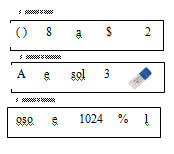 ( ) 8 a $ 2
A e sol 3
oso e 1024 % l